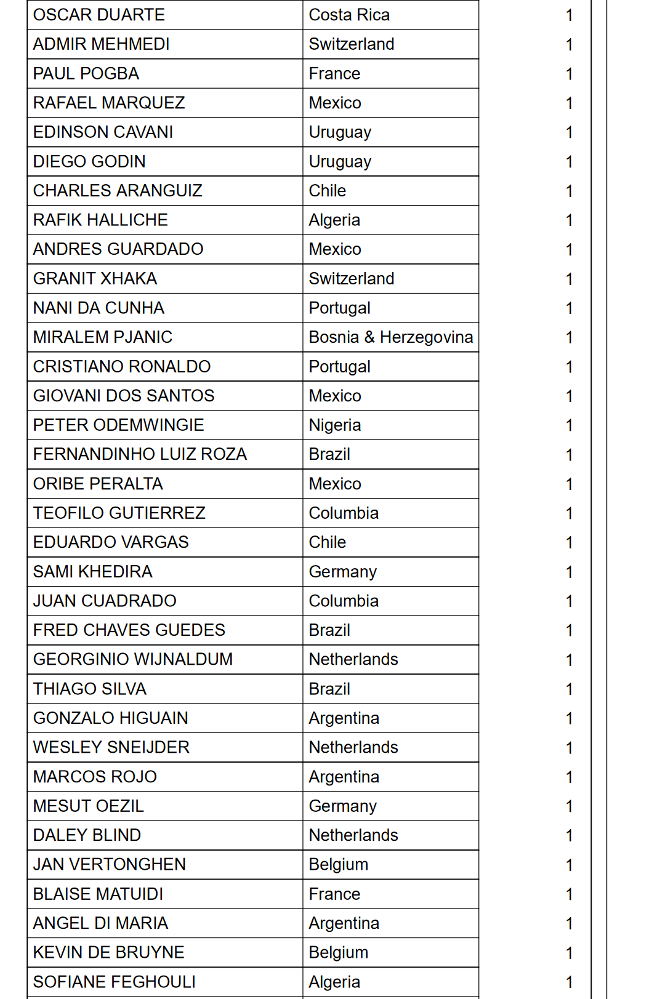 OSCAR DUARTE Costa Rica 1
ADMIR MEHMEDI Switzerland 1
PAUL POGBA France 1
RAFAEL MARQUEZ Mexico 1
EDINSON CAVANI Uruguay 1
DIEGO GODIN Uruguay 1
CHARLES ARANGUIZ Chile 1
RAFIK HALLICHE Algeria 1
ANDRES GUARDADO Mexico 1
GRANIT XHAKA Switzerland 1
NANI DA CUNHA Portugal 1
MIRALEM PJANIC Bosnia & Herzegovina 1
CRISTIANO RONALDO Portugal 1
GIOVANI DOS SANTOS Mexico 1
PETER ODEMWINGIE Nigeria 1
FERNANDINHO LUIZ ROZA Brazil 1
ORIBE PERALTA Mexico 1
TEOFILO GUTIERREZ Columbia 1
EDUARDO VARGAS Chile 1
SAMI KHEDIRA Germany 1
JUAN CUADRADO Columbia 1
FRED CHAVES GUEDES Brazil 1
GEORGINIO WIJNALDUM Netherlands 1
THIAGO SILVA Brazil 1
GONZALO HIGUAIN Argentina 1
WESLEY SNEIJDER Netherlands 1
MARCOS ROJO Argentina 1
MESUT OEZIL Germany 1
DALEY BLIND Netherlands 1
JAN VERTONGHEN Belgium 1
BLAISE MATUIDI France 1
ANGEL DI MARIA Argentina 1
KEVIN DE BRUYNE Belgium 1
SOFIANE FEGHOULI Algeria 1